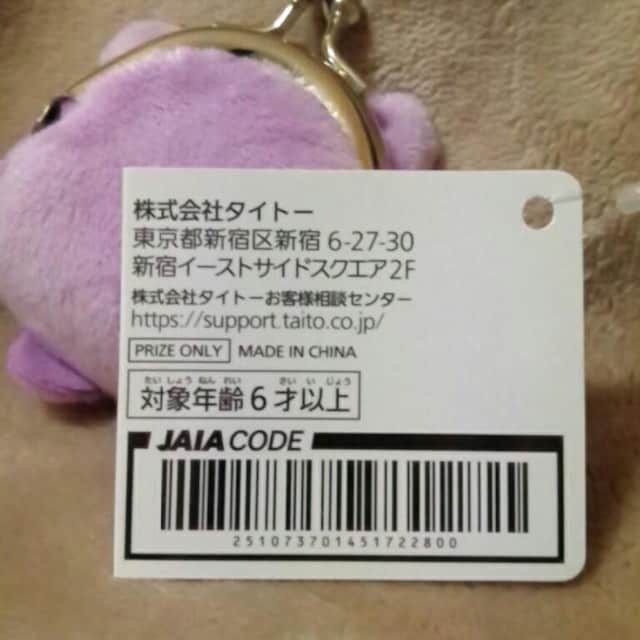 株式会社タイトー
東京都新宿区新宿 6-27-30
新宿イーストサイドスクエア2F
株式会社タイトーお客様相談センター
https://support.taito.co.jp/
PRIZE ONLY MADE IN CHINA
たいしょうねんれい さいいじょう
対象年齢 6 才以上
JAIA CODE
251073701451722800